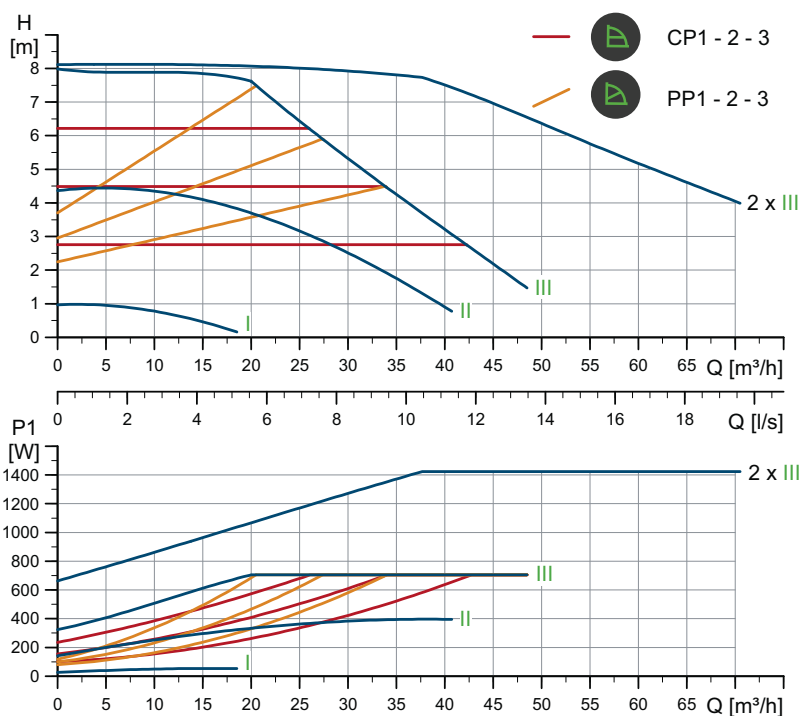 H
[m]
CP1 - 2 - 3
PP1 - 2 - 3
8
7
6
5
4
3
2
1
0
2 x III
III
II
I
0 5 10 15 20 25 30 35 40 45 50 55 60 65 Q [m³/h]
0 2 4 6 8 10 12 14 16 18 Q [l/s]
P1
[W]
1400
1200
1000
800
600
400
200
0
2 x III
III
II
I
0 5 10 15 20 25 30 35 40 45 50 55 60 65 Q [m³/h]